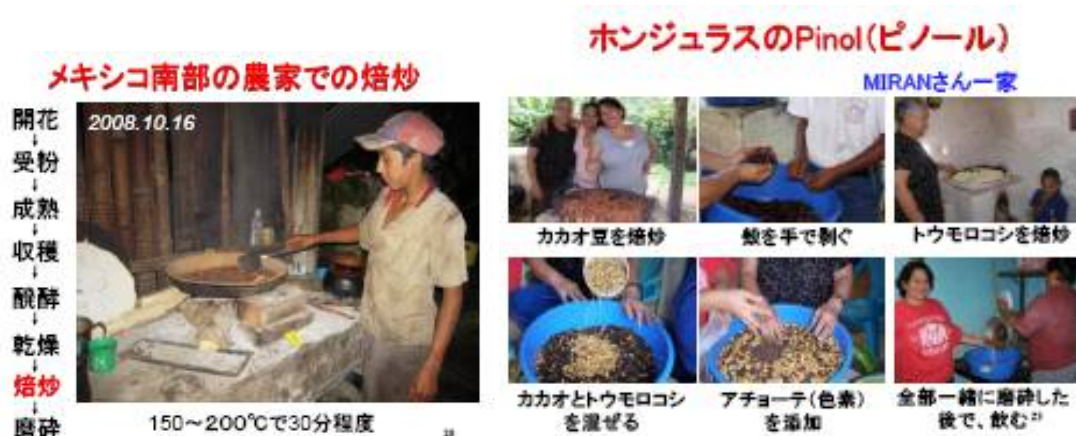 メキシコ南部の農家での焙炒
開花
↓
受粉
↓
成熟
↓
収穫
↓
醗酵
↓
乾燥
↓
焙炒
↓
磨砕
2008.10.16
150～200℃で30分程度
ホンジュラスのPinol（ピノール）
MIRANさん一家
カカオ豆を焙炒
殻を手で剥ぐ
トウモロコシを焙炒
カカオとトウモロコシ
を混ぜる
アチョーテ（色素）
を添加
全部一緒に磨砕した
後で、飲む